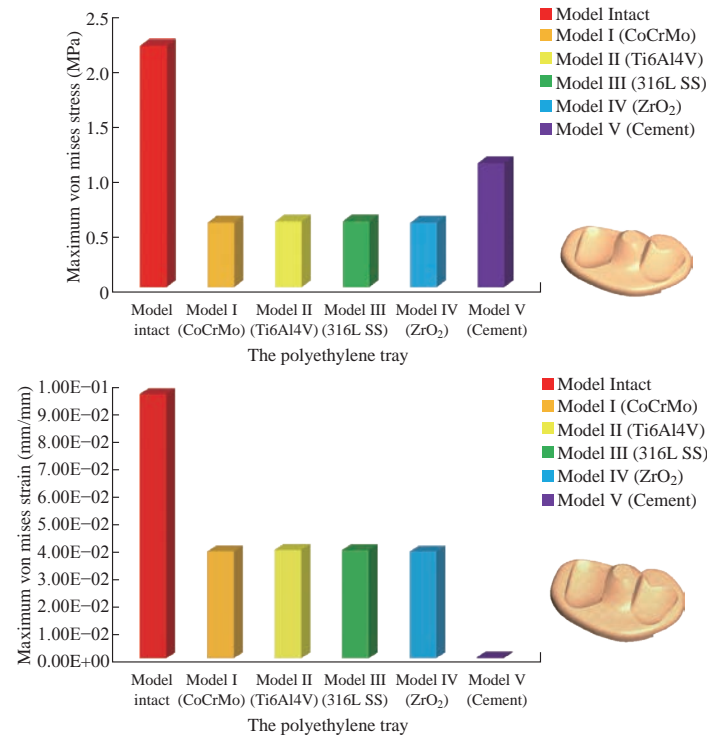 Maximum von mises stress (MPa)
2.5
2.0
1.5
1.0
0.5
0
Model intact
Model I (CoCrMo)
Model II (Ti6Al4V)
Model III (316L SS)
Model IV (ZrO₂)
Model V (Cement)
The polyethylene tray
Model Intact
Model I (CoCrMo)
Model II (Ti6Al4V)
Model III (316L SS)
Model IV (ZrO₂)
Model V (Cement)
Maximum von mises strain (mm/mm)
1.00E−01
9.00E−02
8.00E−02
7.00E−02
6.00E−02
5.00E−02
4.00E−02
3.00E−02
2.00E−02
1.00E−02
0.00E+00
Model intact
Model I (CoCrMo)
Model II (Ti6Al4V)
Model III (316L SS)
Model IV (ZrO₂)
Model V (Cement)
The polyethylene tray
Model Intact
Model I (CoCrMo)
Model II (Ti6Al4V)
Model III (316L SS)
Model IV (ZrO₂)
Model V (Cement)